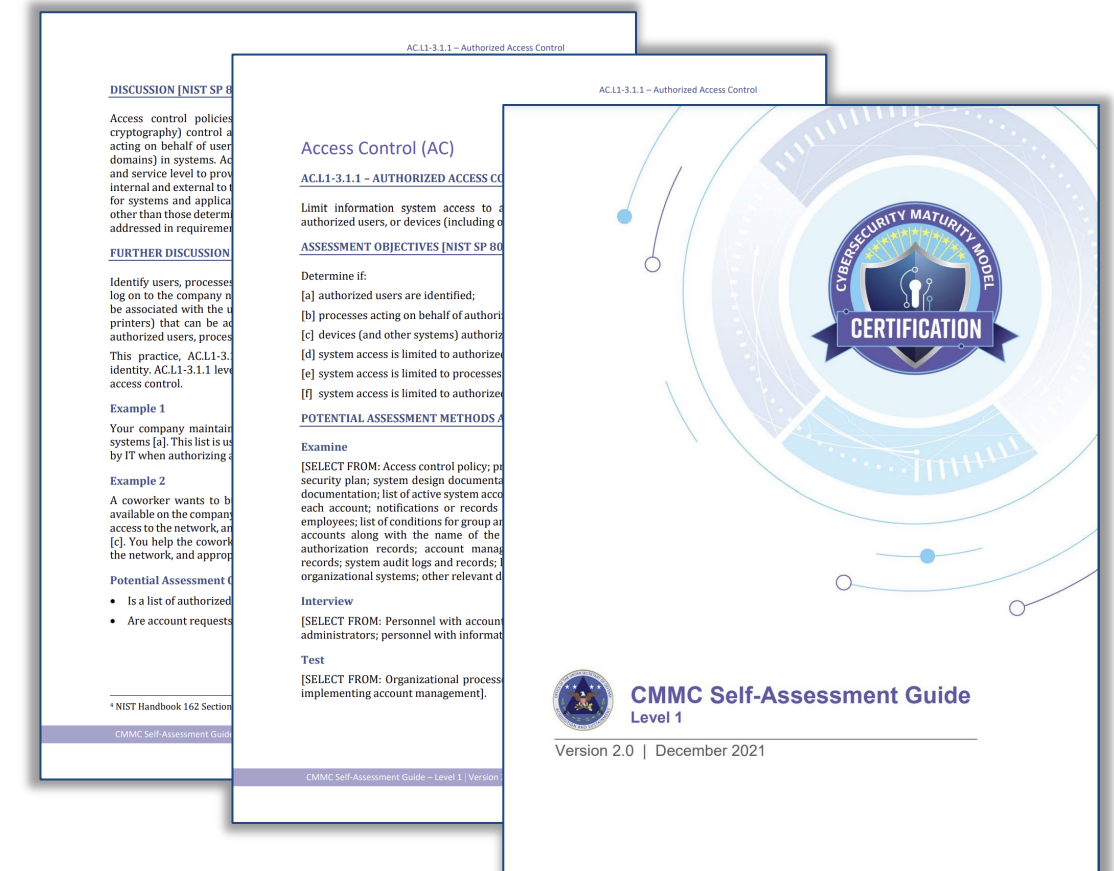 AC.L1-3.1.1 – Authorized Access Control
DISCUSSION [NIST SP 8
Access control policies
cryptography) control a
acting on behalf of user
domains) in systems. Ac
and service level to prov
internal and external to t
for systems and applicat
other than those determi
addressed in requiremen
FURTHER DISCUSSION
Identify users, processes
log on to the company n
be associated with the u
printers) that can be ac
authorized users, proces
This practice, AC.L1-3.1
identity. AC.L1-3.1.1 leve
access control.
Example 1
Your company maintain
systems [a]. This list is us
by IT when authorizing a
Example 2
A coworker wants to b
available on the company
access to the network, an
[c]. You help the cowork
the network, and approp
Potential Assessment C
• Is a list of authorized
• Are account requests
4 NIST Handbook 162 Section
CMMC Self-Assessment Guide
AC.L1-3.1.1 – Authorized Access Control
Access Control (AC)
AC.L1-3.1.1 – AUTHORIZED ACCESS CO
Limit information system access to a
authorized users, or devices (including o
ASSESSMENT OBJECTIVES [NIST SP 80
Determine if:
[a] authorized users are identified;
[b] processes acting on behalf of authori
[c] devices (and other systems) authoriz
[d] system access is limited to authorize
[e] system access is limited to processes
[f] system access is limited to authorize
POTENTIAL ASSESSMENT METHODS A
Examine
[SELECT FROM: Access control policy; pr
security plan; system design documenta
documentation; list of active system acco
each account; notifications or records
employees; list of conditions for group an
accounts along with the name of the
authorization records; account manag
records; system audit logs and records; l
organizational systems; other relevant d
Interview
[SELECT FROM: Personnel with account
administrators; personnel with informat
Test
[SELECT FROM: Organizational processe
implementing account management].
CMMC Self-Assessment Guide – Level 1 | Version
CYBERSECURITY MATURITY MODEL
CERTIFICATION
CMMC Self-Assessment Guide
Level 1
Version 2.0 | December 2021